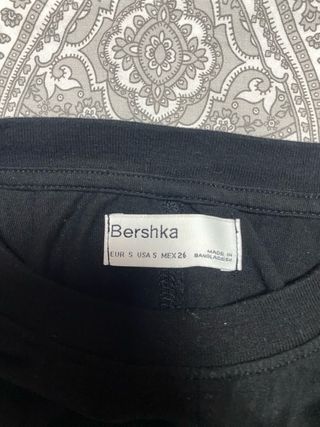 Bershka
EUR S USA S MEX 26
MADE IN
BANGLADESH